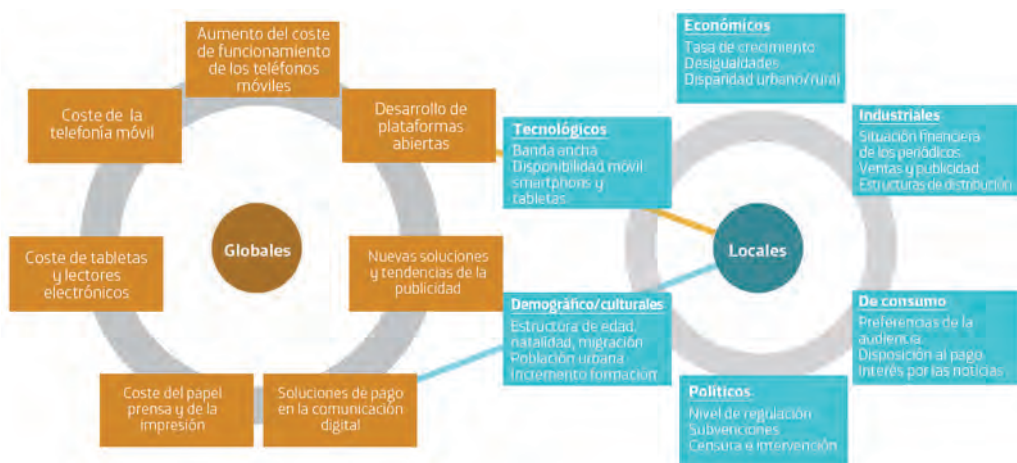 Aumento del coste
de funcionamiento
de los teléfonos
móviles
Coste de la
telefonía móvil
Desarrollo de
plataformas
abiertas
Globales
Coste de tabletas
y lectores
electrónicos
Nuevas soluciones
y tendencias de la
publicidad
Coste del papel
prensa y de la
impresión
Soluciones de pago
en la comunicación
digital
Económicos
Tasa de crecimiento
Desigualdades
Disparidad urbano/rural
Tecnológicos
Banda ancha
Disponibilidad móvil
smartphons y
tabletas
Industriales
Situación financiera
de los periódicos
Ventas y publicidad
Estructuras de distribución
Locales
Demográfico/culturales
Estructura de edad,
natalidad, migración
Población urbana
Incremento formación
De consumo
Preferencias de la
audiencia
Disposición al pago
Interés por las noticias
Políticos
Nivel de regulación
Subvenciones
Censura e intervención